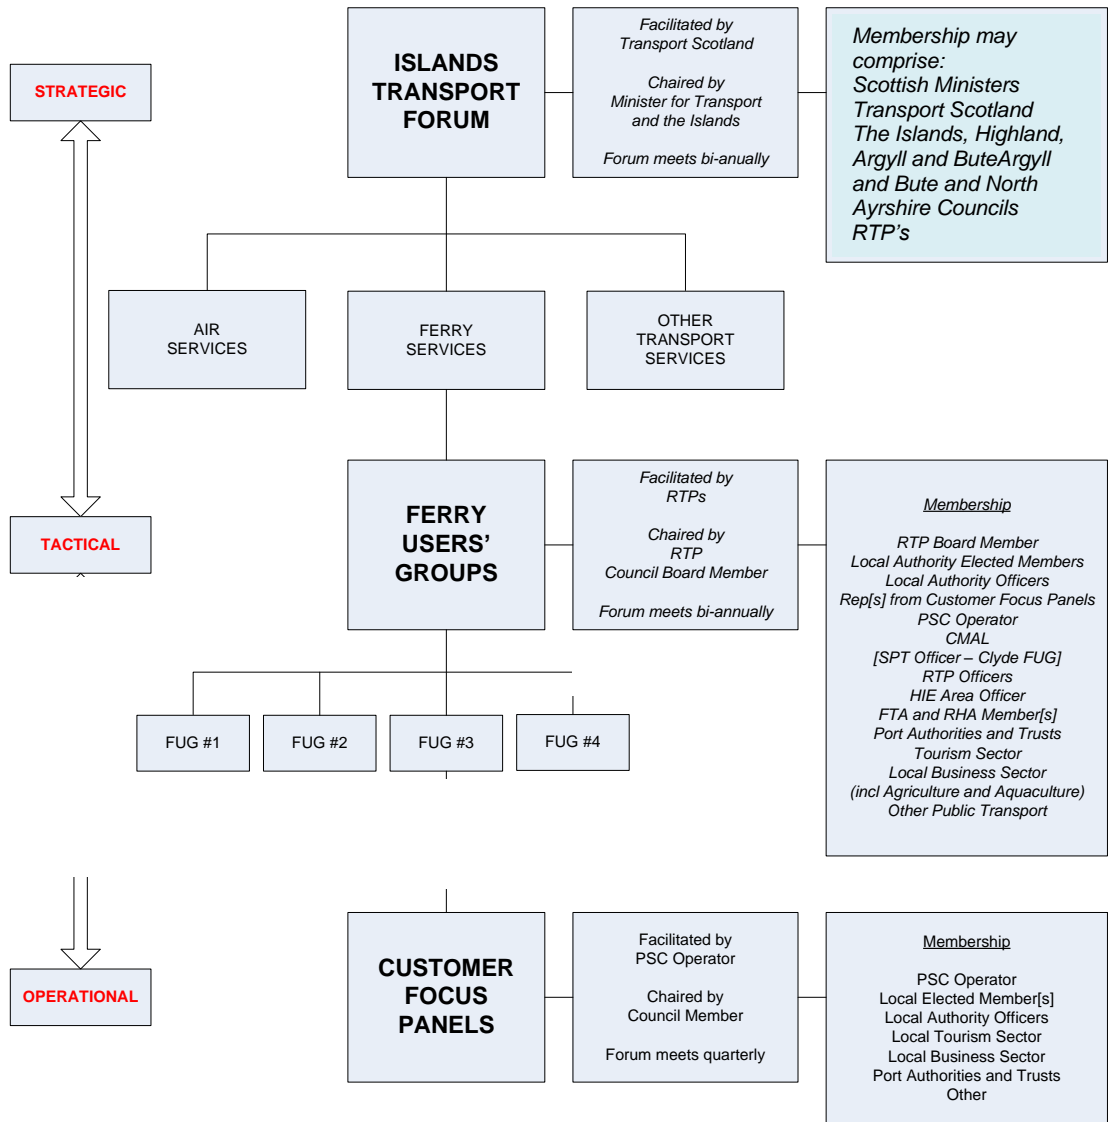 STRATEGIC
ISLANDS
TRANSPORT
FORUM
Facilitated by
Transport Scotland
Chaired by
Minister for Transport
and the Islands
Forum meets bi-anually
Membership may
comprise:
Scottish Ministers
Transport Scotland
The Islands, Highland,
Argyll and ButeArgyll
and Bute and North
Ayrshire Councils
RTP's
AIR
SERVICES
FERRY
SERVICES
OTHER
TRANSPORT
SERVICES
TACTICAL
FERRY
USERS'
GROUPS
Facilitated by
RTPs
Chaired by
RTP
Council Board Member
Forum meets bi-annually
Membership
RTP Board Member
Local Authority Elected Members
Local Authority Officers
Rep[s] from Customer Focus Panels
PSC Operator
CMAL
[SPT Officer – Clyde FUG]
RTP Officers
HIE Area Officer
FTA and RHA Member[s]
Port Authorities and Trusts
Tourism Sector
Local Business Sector
(incl Agriculture and Aquaculture)
Other Public Transport
FUG #1
FUG #2
FUG #3
FUG #4
OPERATIONAL
CUSTOMER
FOCUS
PANELS
Facilitated by
PSC Operator
Chaired by
Council Member
Forum meets quarterly
Membership
PSC Operator
Local Elected Member[s]
Local Authority Officers
Local Tourism Sector
Local Business Sector
Port Authorities and Trusts
Other